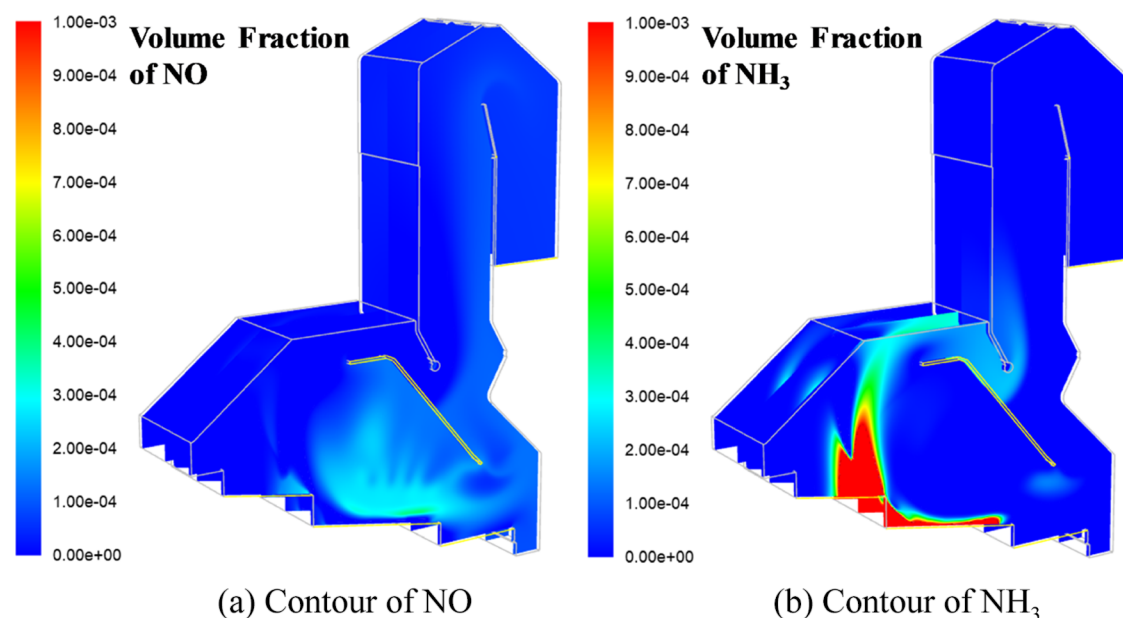 Volume Fraction
of NO
1.00e-03
9.00e-04
8.00e-04
7.00e-04
6.00e-04
5.00e-04
4.00e-04
3.00e-04
2.00e-04
1.00e-04
0.00e+00
(a) Contour of NO
Volume Fraction
of NH₃
1.00e-03
9.00e-04
8.00e-04
7.00e-04
6.00e-04
5.00e-04
4.00e-04
3.00e-04
2.00e-04
1.00e-04
0.00e+00
(b) Contour of NH₃